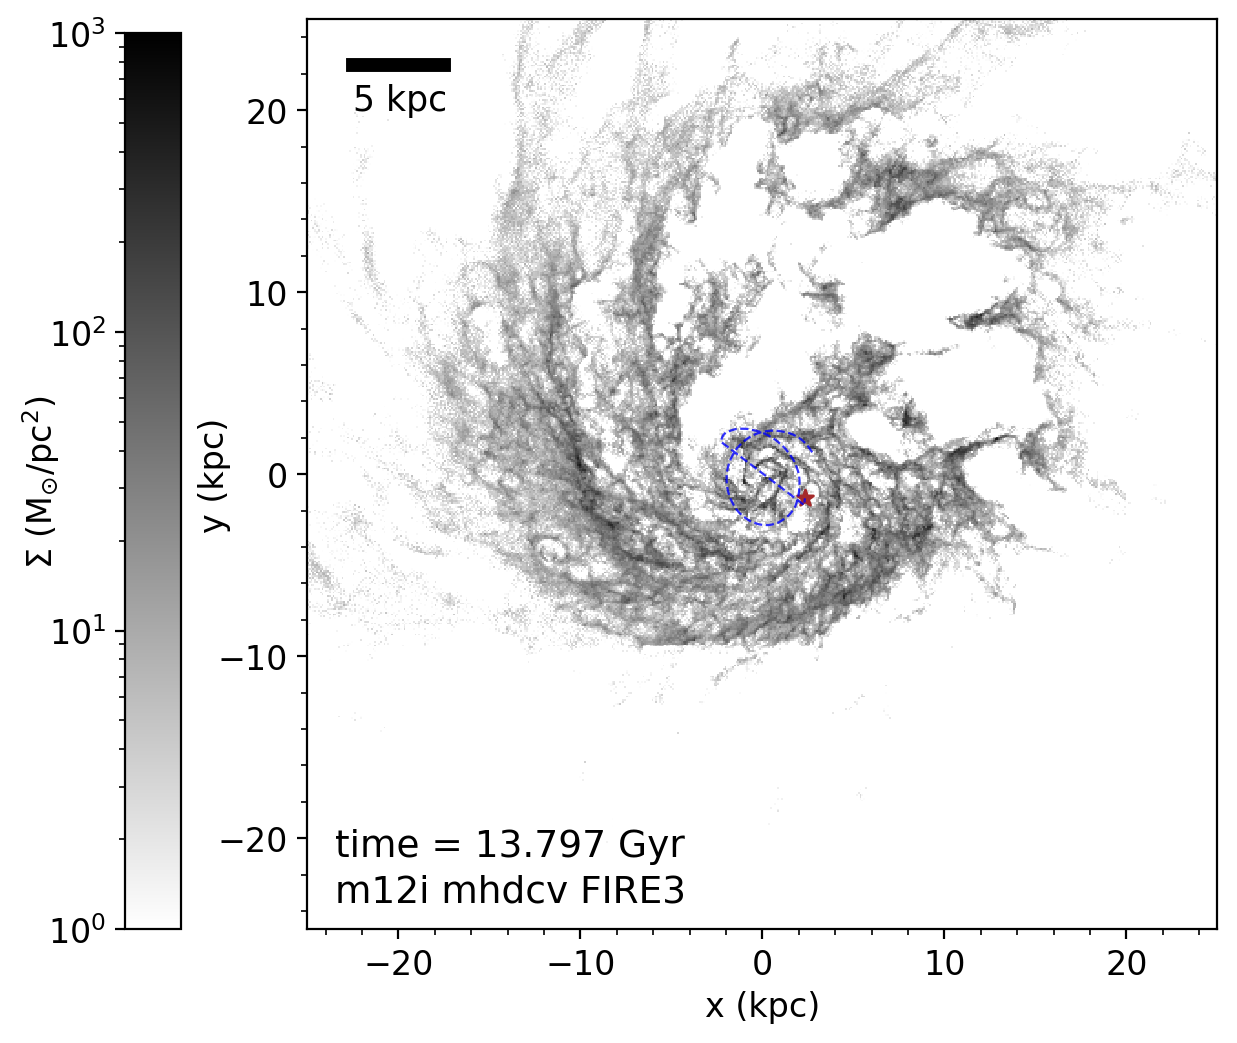 10³
10²
10¹
10⁰
Σ (M☉/pc²)
y (kpc)
20
10
0
−10
−20
5 kpc
time = 13.797 Gyr
m12i mhdcv FIRE3
−20 −10 0 10 20
x (kpc)